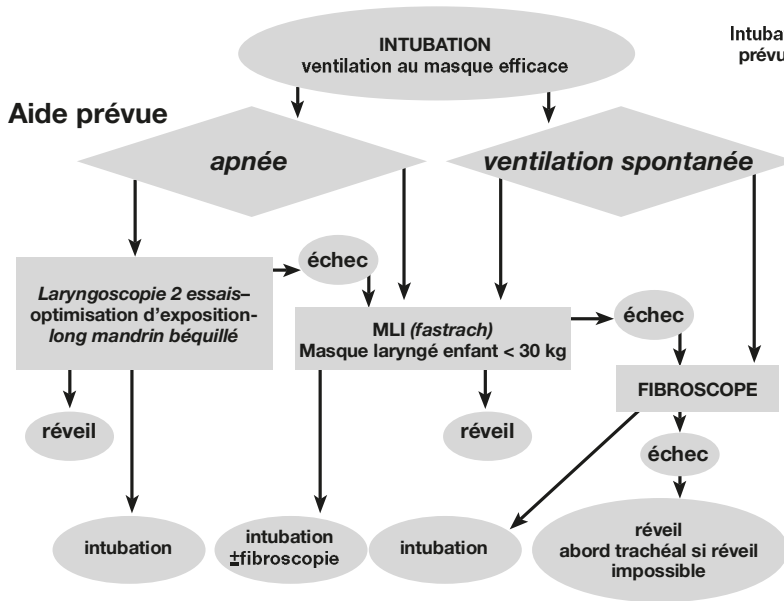 INTUBATION
ventilation au masque efficace
Aide prévue
apnée
ventilation spontanée
échec
Laryngoscopie 2 essais–
optimisation d’exposition-
long mandrin béquillé
MLI (fastrach)
Masque laryngé enfant < 30 kg
échec
FIBROSCOPE
réveil
réveil
échec
intubation
intubation
±fibroscopie
intubation
réveil
abord trachéal si réveil
impossible